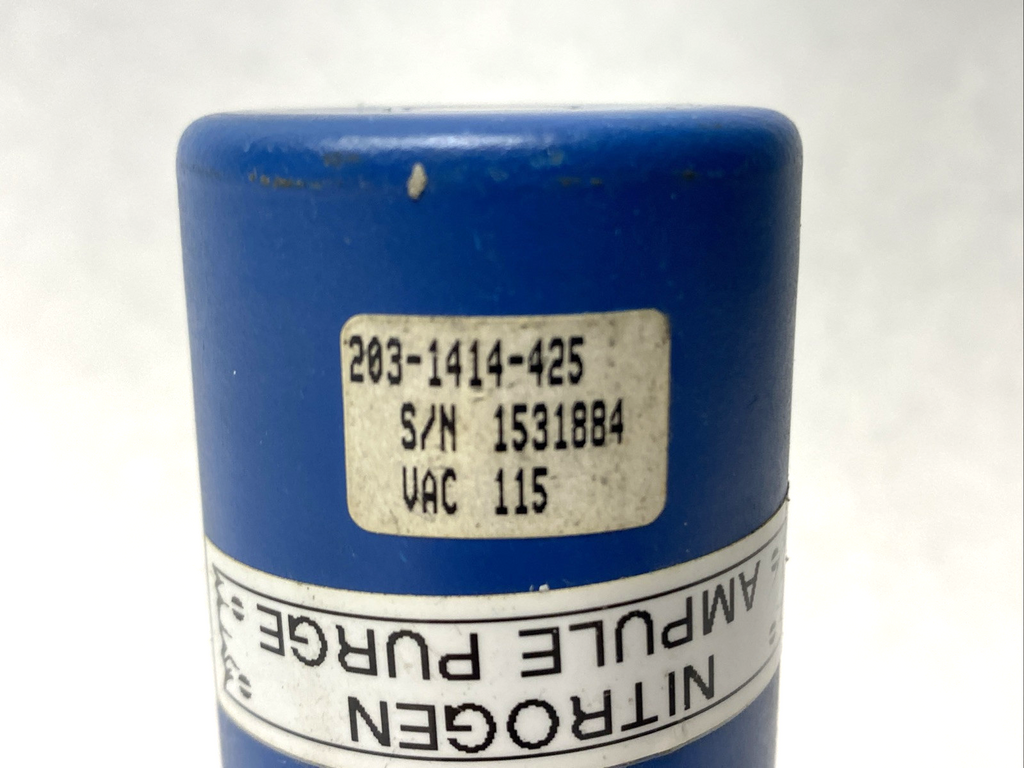 203-1414-425
S/N 1531884
VAC 115
NITROGEN
AMPULE PURGE